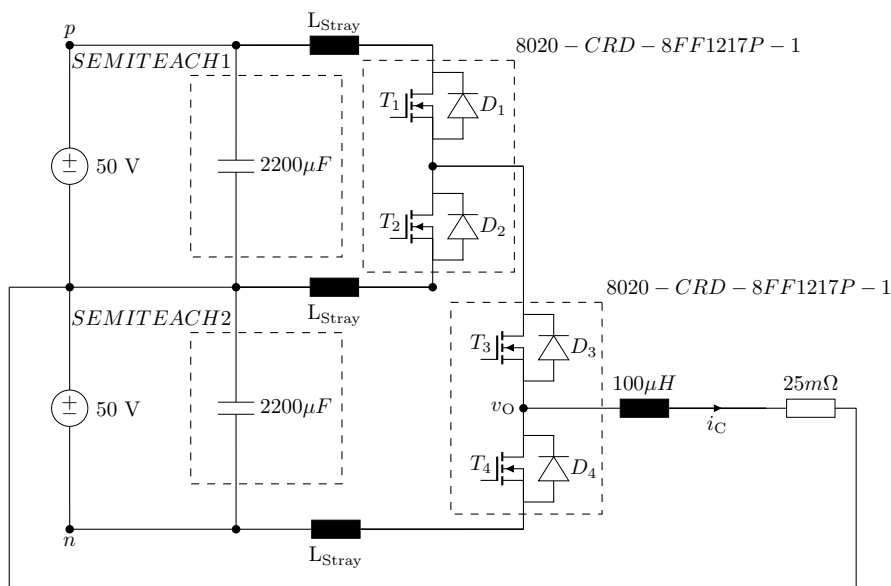 L_Stray
8020 − CRD − 8FF1217P − 1
p
SEMITEACH1
T_1
D_1
50 V
2200μF
T_2
D_2
8020 − CRD − 8FF1217P − 1
L_Stray
SEMITEACH2
T_3
D_3
50 V
2200μF
v_O
100μH
25mΩ
i_C
T_4
D_4
n
L_Stray